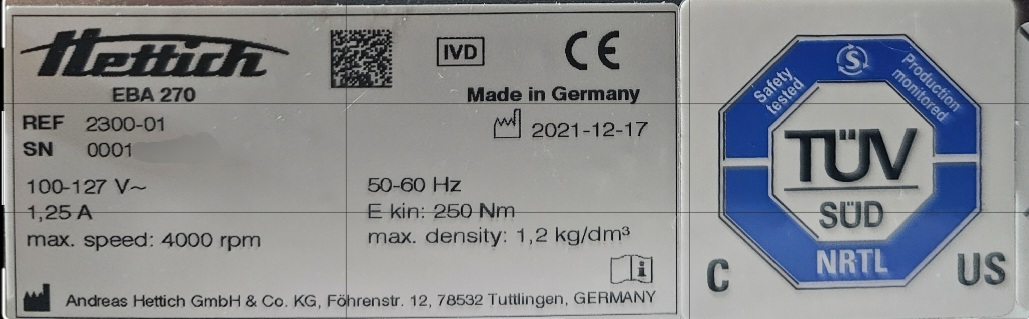 Hettich
EBA 270
IVD
CE
Made in Germany
REF 2300-01
SN 0001
2021-12-17
100-127 V~
50-60 Hz
1,25 A
E kin: 250 Nm
max. speed: 4000 rpm
max. density: 1,2 kg/dm³
i
Andreas Hettich GmbH & Co. KG, Föhrenstr. 12, 78532 Tuttlingen, GERMANY
Safety
tested
S
Production
monitored
TÜV
SÜD
NRTL
C US